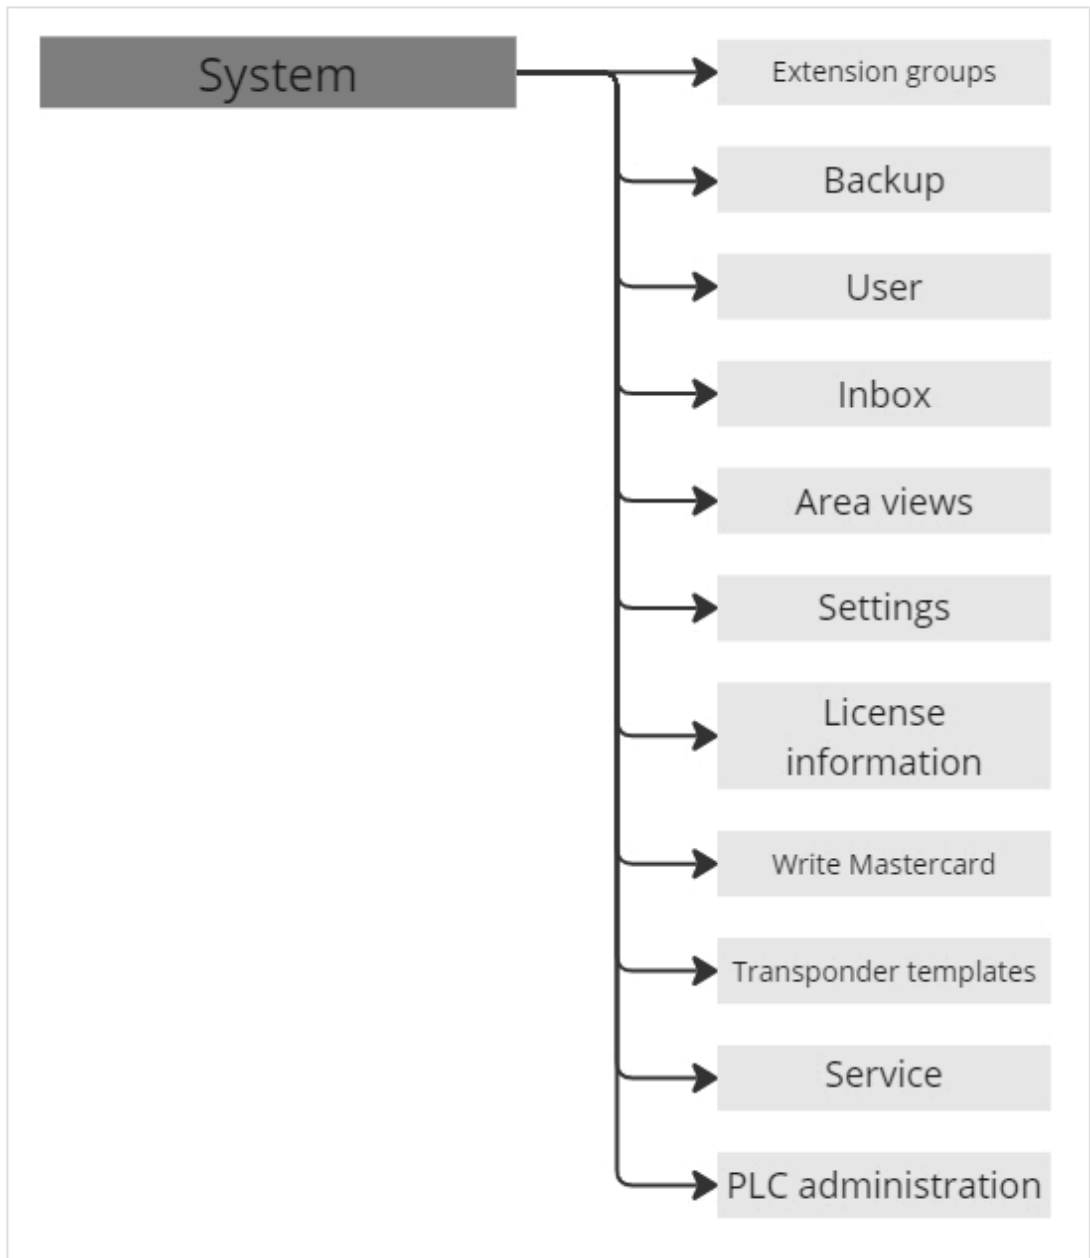 System
Extension groups
Backup
User
Inbox
Area views
Settings
License
information
Write Mastercard
Transponder templates
Service
PLC administration